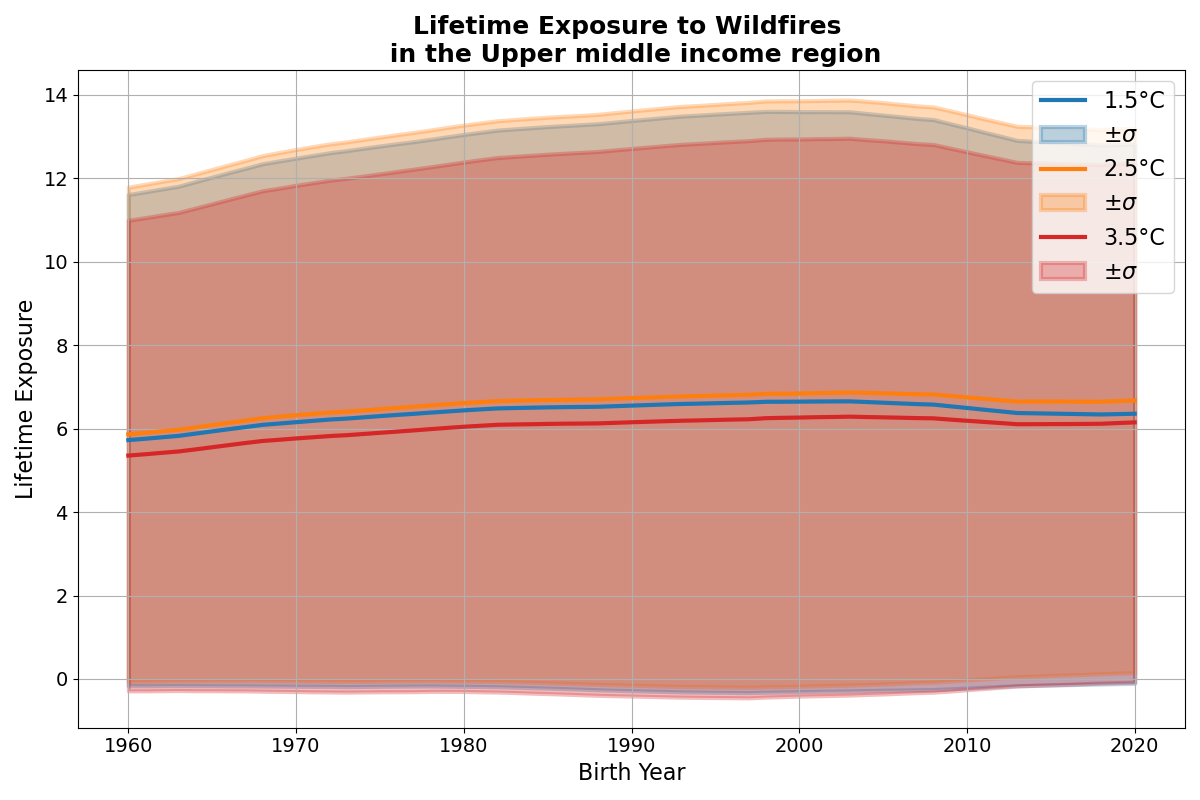 Lifetime Exposure to Wildfires
in the Upper middle income region
Lifetime Exposure
14
12
10
8
6
4
2
0
1.5°C
±σ
2.5°C
±σ
3.5°C
±σ
1960 1970 1980 1990 2000 2010 2020
Birth Year